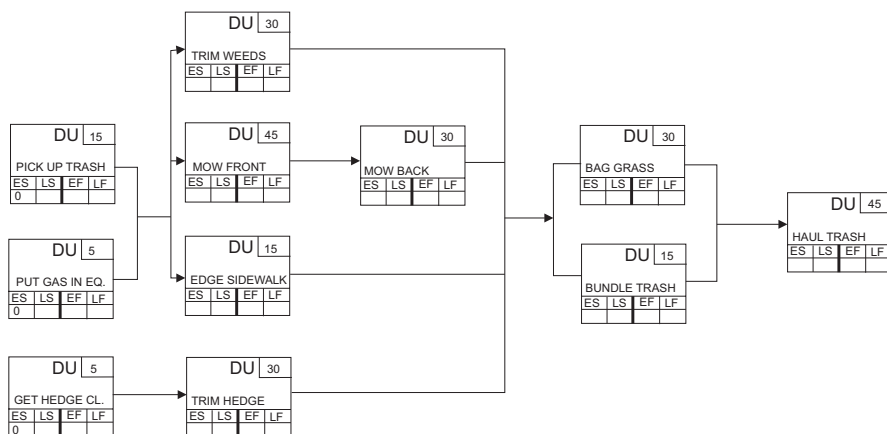 DU 30
TRIM WEEDS
ES LS EF LF
DU 15
PICK UP TRASH
ES LS EF LF
0
DU 45
MOW FRONT
ES LS EF LF
DU 30
MOW BACK
ES LS EF LF
DU 30
BAG GRASS
ES LS EF LF
DU 45
HAUL TRASH
ES LS EF LF
DU 5
PUT GAS IN EQ.
ES LS EF LF
0
DU 15
EDGE SIDEWALK
ES LS EF LF
DU 15
BUNDLE TRASH
ES LS EF LF
DU 5
GET HEDGE CL.
ES LS EF LF
0
DU 30
TRIM HEDGE
ES LS EF LF